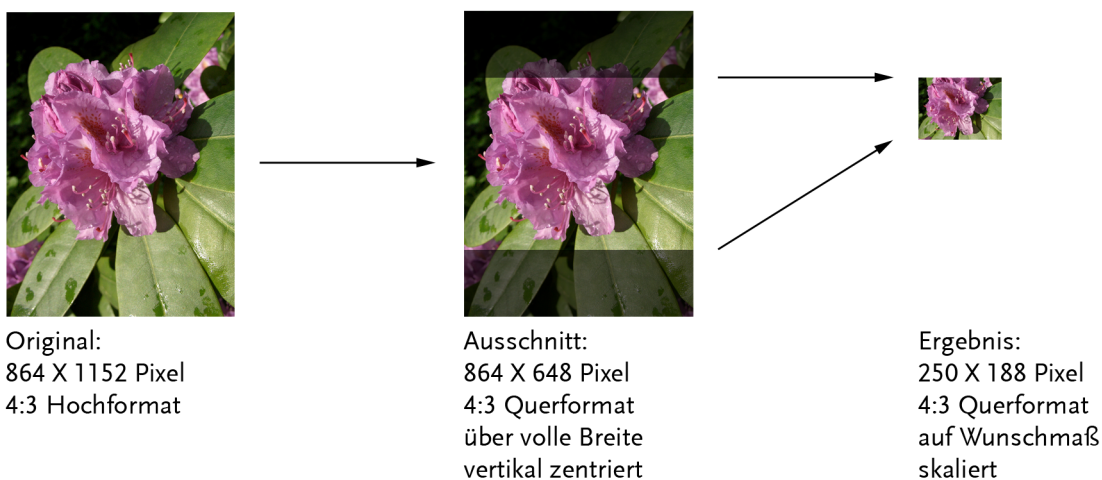 Original:
864 X 1152 Pixel
4:3 Hochformat
Ausschnitt:
864 X 648 Pixel
4:3 Querformat
über volle Breite
vertikal zentriert
Ergebnis:
250 X 188 Pixel
4:3 Querformat
auf Wunschmaß
skaliert